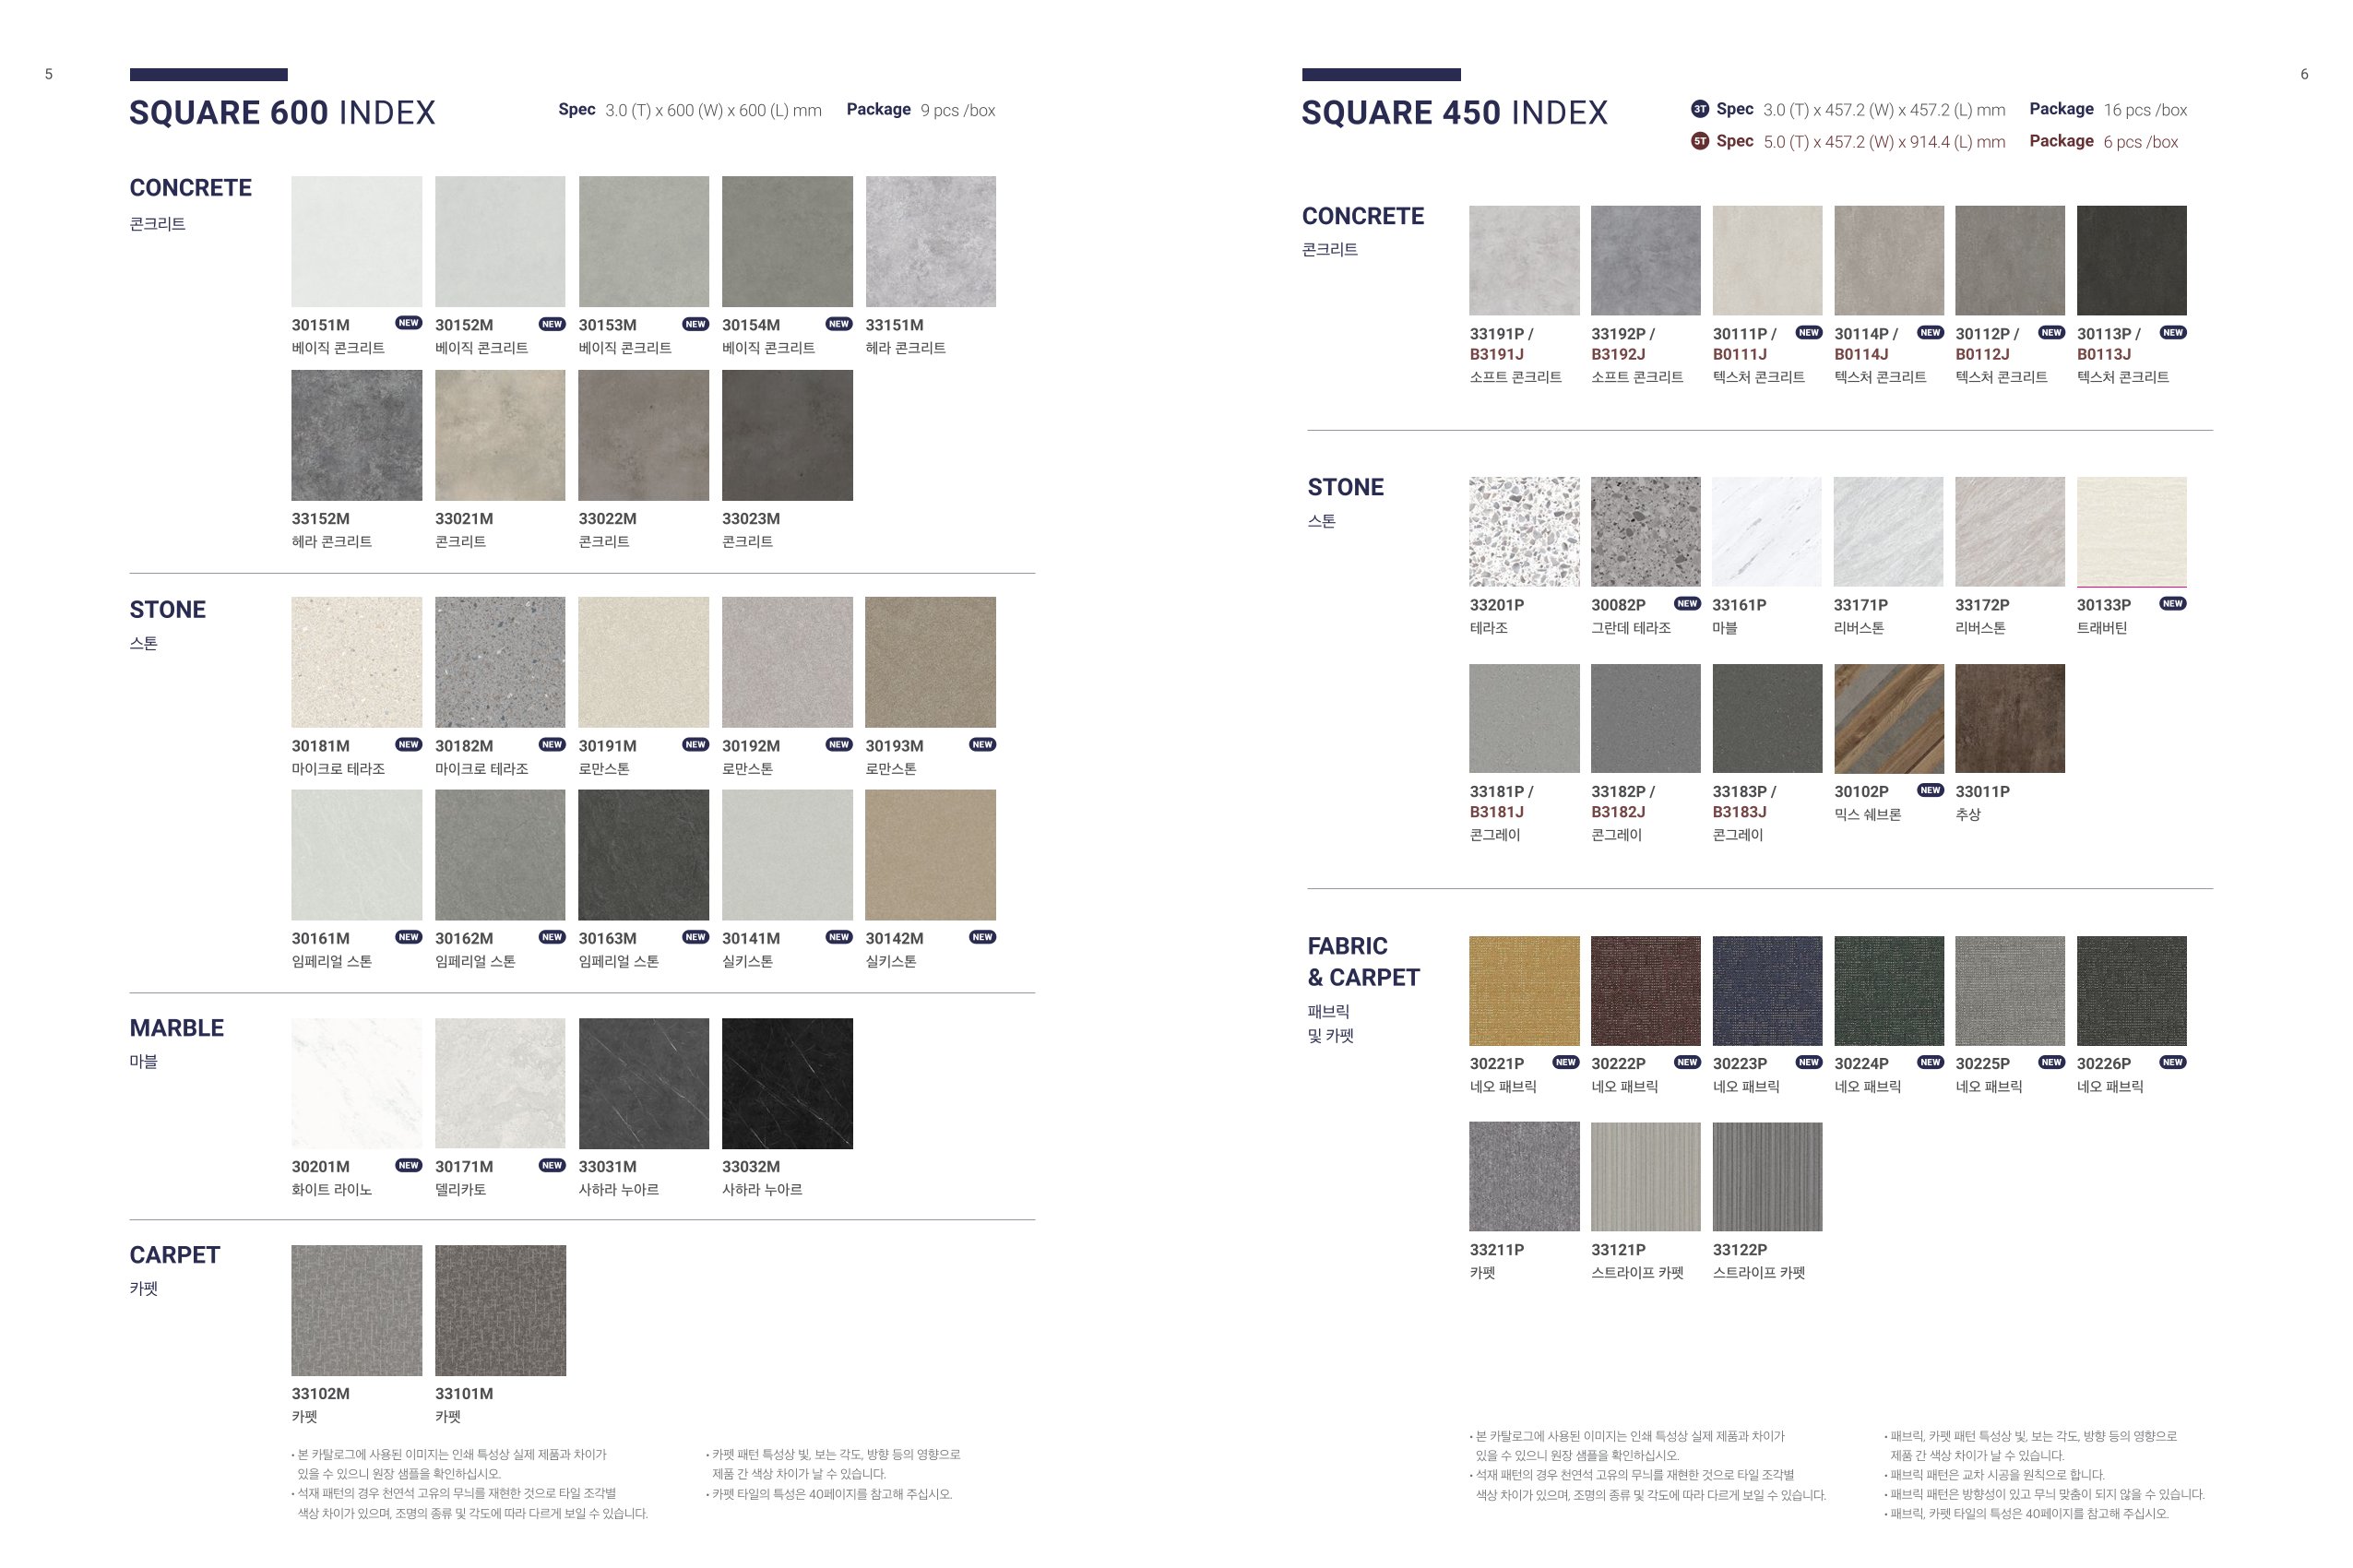 5
SQUARE 600 INDEX
Spec 3.0 (T) x 600 (W) x 600 (L) mm Package 9 pcs /box
CONCRETE
콘크리트
30151M NEW 30152M NEW 30153M NEW 30154M NEW 33151M
베이직 콘크리트 베이직 콘크리트 베이직 콘크리트 베이직 콘크리트 헤라 콘크리트
33152M 33021M 33022M 33023M
헤라 콘크리트 콘크리트 콘크리트 콘크리트
STONE
스톤
30181M NEW 30182M NEW 30191M NEW 30192M NEW 30193M NEW
마이크로 테라조 마이크로 테라조 로만스톤 로만스톤 로만스톤
30161M NEW 30162M NEW 30163M NEW 30141M NEW 30142M NEW
임페리얼 스톤 임페리얼 스톤 임페리얼 스톤 실키스톤 실키스톤
MARBLE
마블
30201M NEW 30171M NEW 33031M 33032M
화이트 라이노 델리카토 사하라 누아르 사하라 누아르
CARPET
카펫
33102M 33101M
카펫 카펫
• 본 카탈로그에 사용된 이미지는 인쇄 특성상 실제 제품과 차이가
있을 수 있으니 원장 샘플을 확인하십시오.
• 석재 패턴의 경우 천연석 고유의 무늬를 재현한 것으로 타일 조각별
색상 차이가 있으며, 조명의 종류 및 각도에 따라 다르게 보일 수 있습니다.
• 카펫 패턴 특성상 빛, 보는 각도, 방향 등의 영향으로
제품 간 색상 차이가 날 수 있습니다.
• 카펫 타일의 특성은 40페이지를 참고해 주십시오.
6
SQUARE 450 INDEX
3T Spec 3.0 (T) x 457.2 (W) x 457.2 (L) mm Package 16 pcs /box
5T Spec 5.0 (T) x 457.2 (W) x 914.4 (L) mm Package 6 pcs /box
CONCRETE
콘크리트
33191P / 33192P / 30111P / NEW 30114P / NEW 30112P / NEW 30113P / NEW
B3191J B3192J B0111J B0114J B0112J B0113J
소프트 콘크리트 소프트 콘크리트 텍스처 콘크리트 텍스처 콘크리트 텍스처 콘크리트 텍스처 콘크리트
STONE
스톤
33201P 30082P NEW 33161P 33171P 33172P 30133P NEW
테라조 그란데 테라조 마블 리버스톤 리버스톤 트래버틴
33181P / 33182P / 33183P / 30102P NEW 33011P
B3181J B3182J B3183J
콘그레이 콘그레이 콘그레이 믹스 쉐브론 추상
FABRIC
& CARPET
패브릭
및 카펫
30221P NEW 30222P NEW 30223P NEW 30224P NEW 30225P NEW 30226P NEW
네오 패브릭 네오 패브릭 네오 패브릭 네오 패브릭 네오 패브릭 네오 패브릭
33211P 33121P 33122P
카펫 스트라이프 카펫 스트라이프 카펫
• 본 카탈로그에 사용된 이미지는 인쇄 특성상 실제 제품과 차이가
있을 수 있으니 원장 샘플을 확인하십시오.
• 석재 패턴의 경우 천연석 고유의 무늬를 재현한 것으로 타일 조각별
색상 차이가 있으며, 조명의 종류 및 각도에 따라 다르게 보일 수 있습니다.
• 패브릭, 카펫 패턴 특성상 빛, 보는 각도, 방향 등의 영향으로
제품 간 색상 차이가 날 수 있습니다.
• 패브릭 패턴은 교차 시공을 원칙으로 합니다.
• 패브릭 패턴은 방향성이 있고 무늬 맞춤이 되지 않을 수 있습니다.
• 패브릭, 카펫 타일의 특성은 40페이지를 참고해 주십시오.